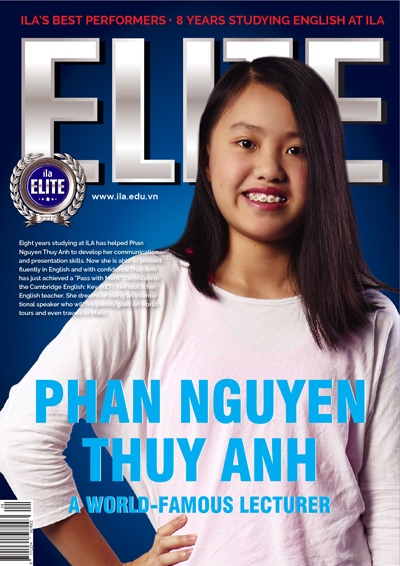 ILA'S BEST PERFORMERS • 8 YEARS STUDYING ENGLISH AT ILA
ELITE
ila
ELITE
www.ila.edu.vn
Eight years studying at ILA has helped Phan
Nguyen Thuy Anh to develop her communication
and presentation skills. Now she is able to present
fluently in English and with confidence. Thuy Anh
has just achieved a "Pass with Merit" Certificate in
the Cambridge English: Key (KET). Her idol is her
English teacher. She dreams of being an interna-
tional speaker who will frequently goes on world
tours and even travels to Mars.
PHAN NGUYEN
THUY ANH
A WORLD-FAMOUS LECTURER